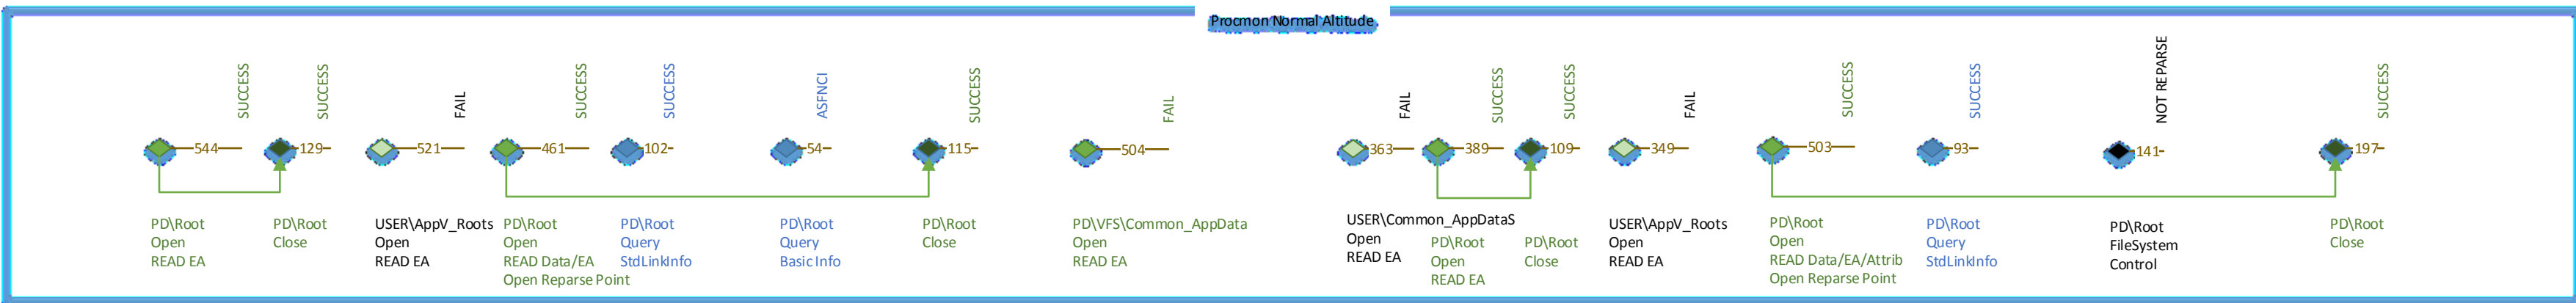 Procmon Normal Altitude
SUCCESS
SUCCESS
FAIL
SUCCESS
SUCCESS
ASFNCI
SUCCESS
FAIL
FAIL
SUCCESS
SUCCESS
FAIL
SUCCESS
SUCCESS
NOT REPARSE
SUCCESS
544
129
521
461
102
54
115
504
363
389
109
349
503
93
141
197
PD\Root
Open
READ EA
PD\Root
Close
USER\AppV_Roots
Open
READ EA
PD\Root
Open
READ Data/EA
Open Reparse Point
PD\Root
Query
StdLinkInfo
PD\Root
Query
Basic Info
PD\Root
Close
PD\VFS\Common_AppData
Open
READ EA
USER\Common_AppDataS
Open
READ EA
PD\Root
Open
READ EA
PD\Root
Close
USER\AppV_Roots
Open
READ EA
PD\Root
Open
READ Data/EA/Attrib
Open Reparse Point
PD\Root
Query
StdLinkInfo
PD\Root
FileSystem
Control
PD\Root
Close